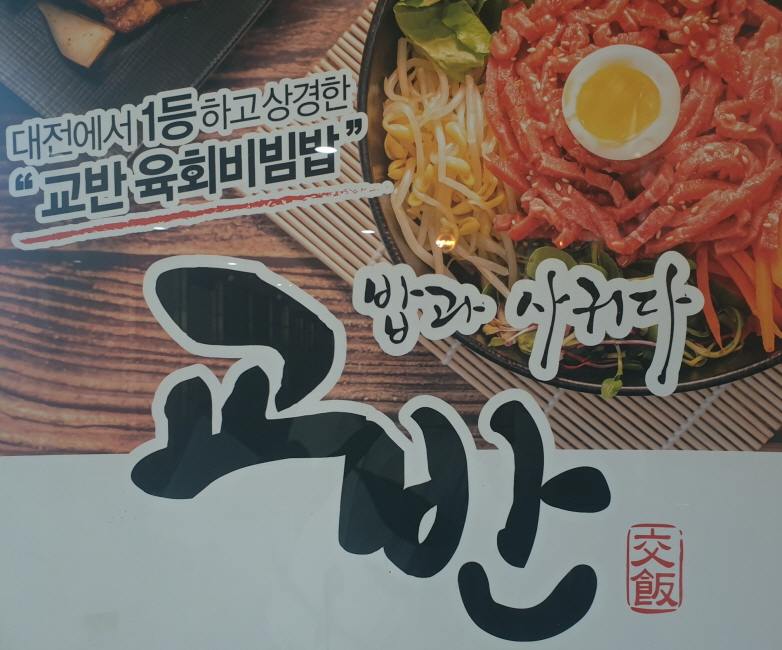 대전에서 1등하고 상경한
“교반 육회비빔밥”
밥과 사귀다
교반
交飯